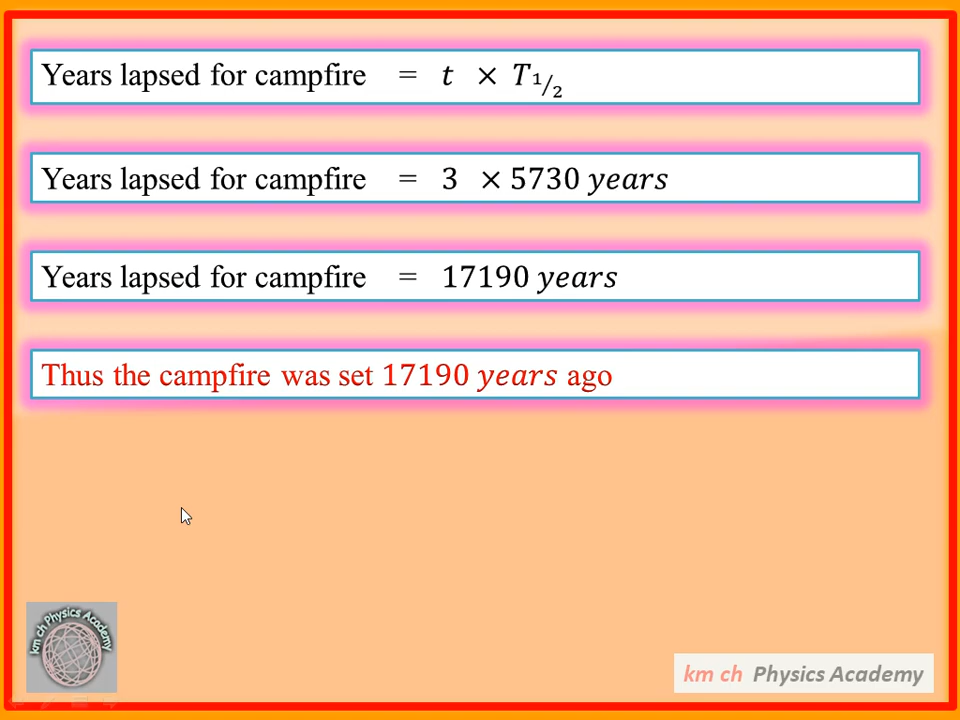 Years lapsed for campfire = t × T1/2
Years lapsed for campfire = 3 × 5730 years
Years lapsed for campfire = 17190 years
Thus the campfire was set 17190 years ago
km ch Physics Academy
km ch Physics Academy